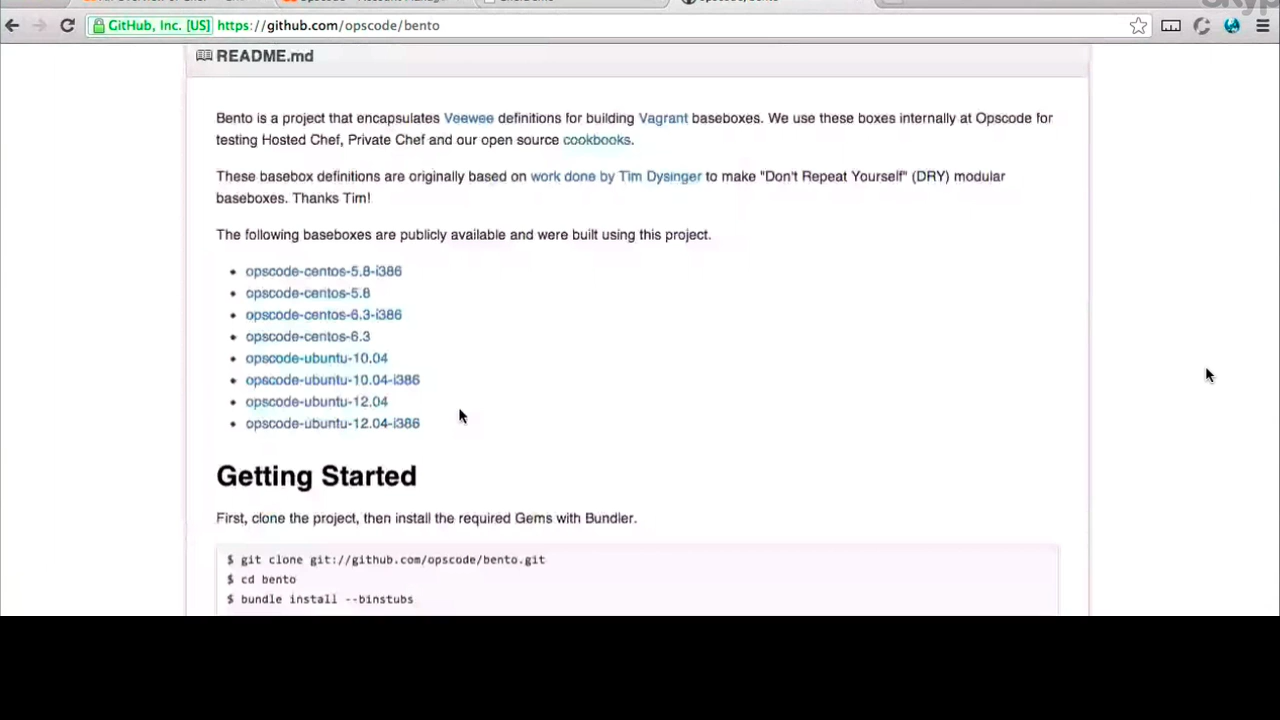 GitHub, Inc. [US] https://github.com/opscode/bento
README.md
Bento is a project that encapsulates Veewee definitions for building Vagrant baseboxes. We use these boxes internally at Opscode for
testing Hosted Chef, Private Chef and our open source cookbooks.
These basebox definitions are originally based on work done by Tim Dysinger to make "Don't Repeat Yourself" (DRY) modular
baseboxes. Thanks Tim!
The following baseboxes are publicly available and were built using this project.
• opscode-centos-5.8-i386
• opscode-centos-5.8
• opscode-centos-6.3-i386
• opscode-centos-6.3
• opscode-ubuntu-10.04
• opscode-ubuntu-10.04-i386
• opscode-ubuntu-12.04
• opscode-ubuntu-12.04-i386
Getting Started
First, clone the project, then install the required Gems with Bundler.
$ git clone git://github.com/opscode/bento.git
$ cd bento
$ bundle install --binstubs